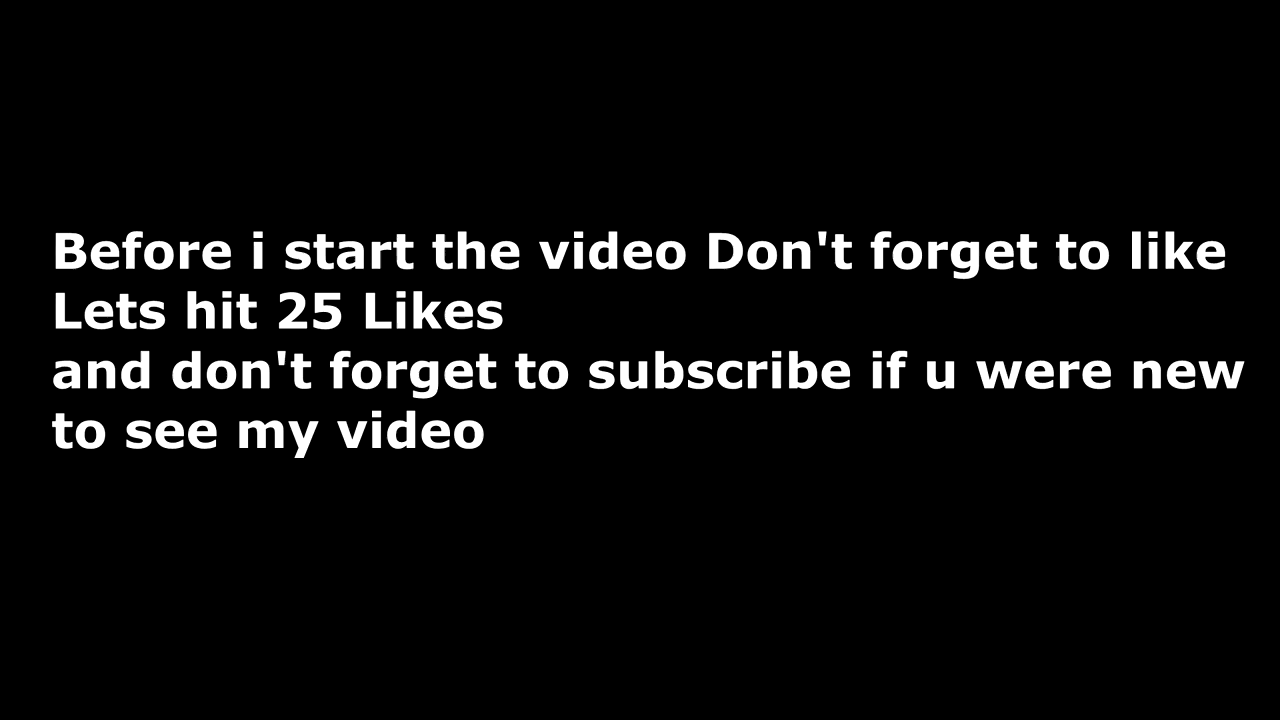 Before i start the video Don't forget to like
Lets hit 25 Likes
and don't forget to subscribe if u were new
to see my video